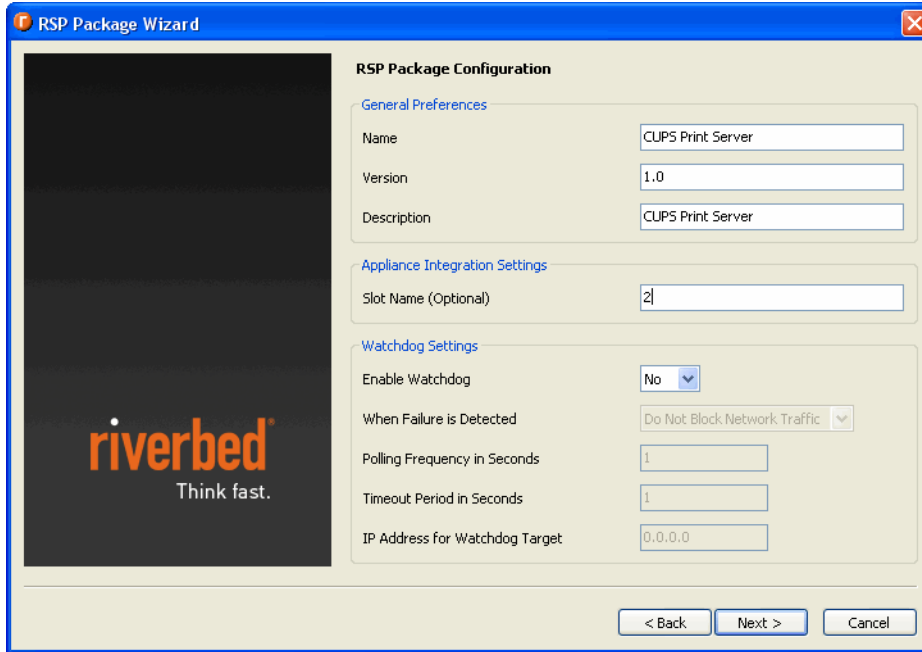 RSP Package Wizard
RSP Package Configuration
General Preferences
Name CUPS Print Server
Version 1.0
Description CUPS Print Server
Appliance Integration Settings
Slot Name (Optional) 2
Watchdog Settings
Enable Watchdog No
When Failure is Detected Do Not Block Network Traffic
Polling Frequency in Seconds 1
Timeout Period in Seconds 1
IP Address for Watchdog Target 0.0.0.0
riverbed
Think fast.
< Back Next > Cancel